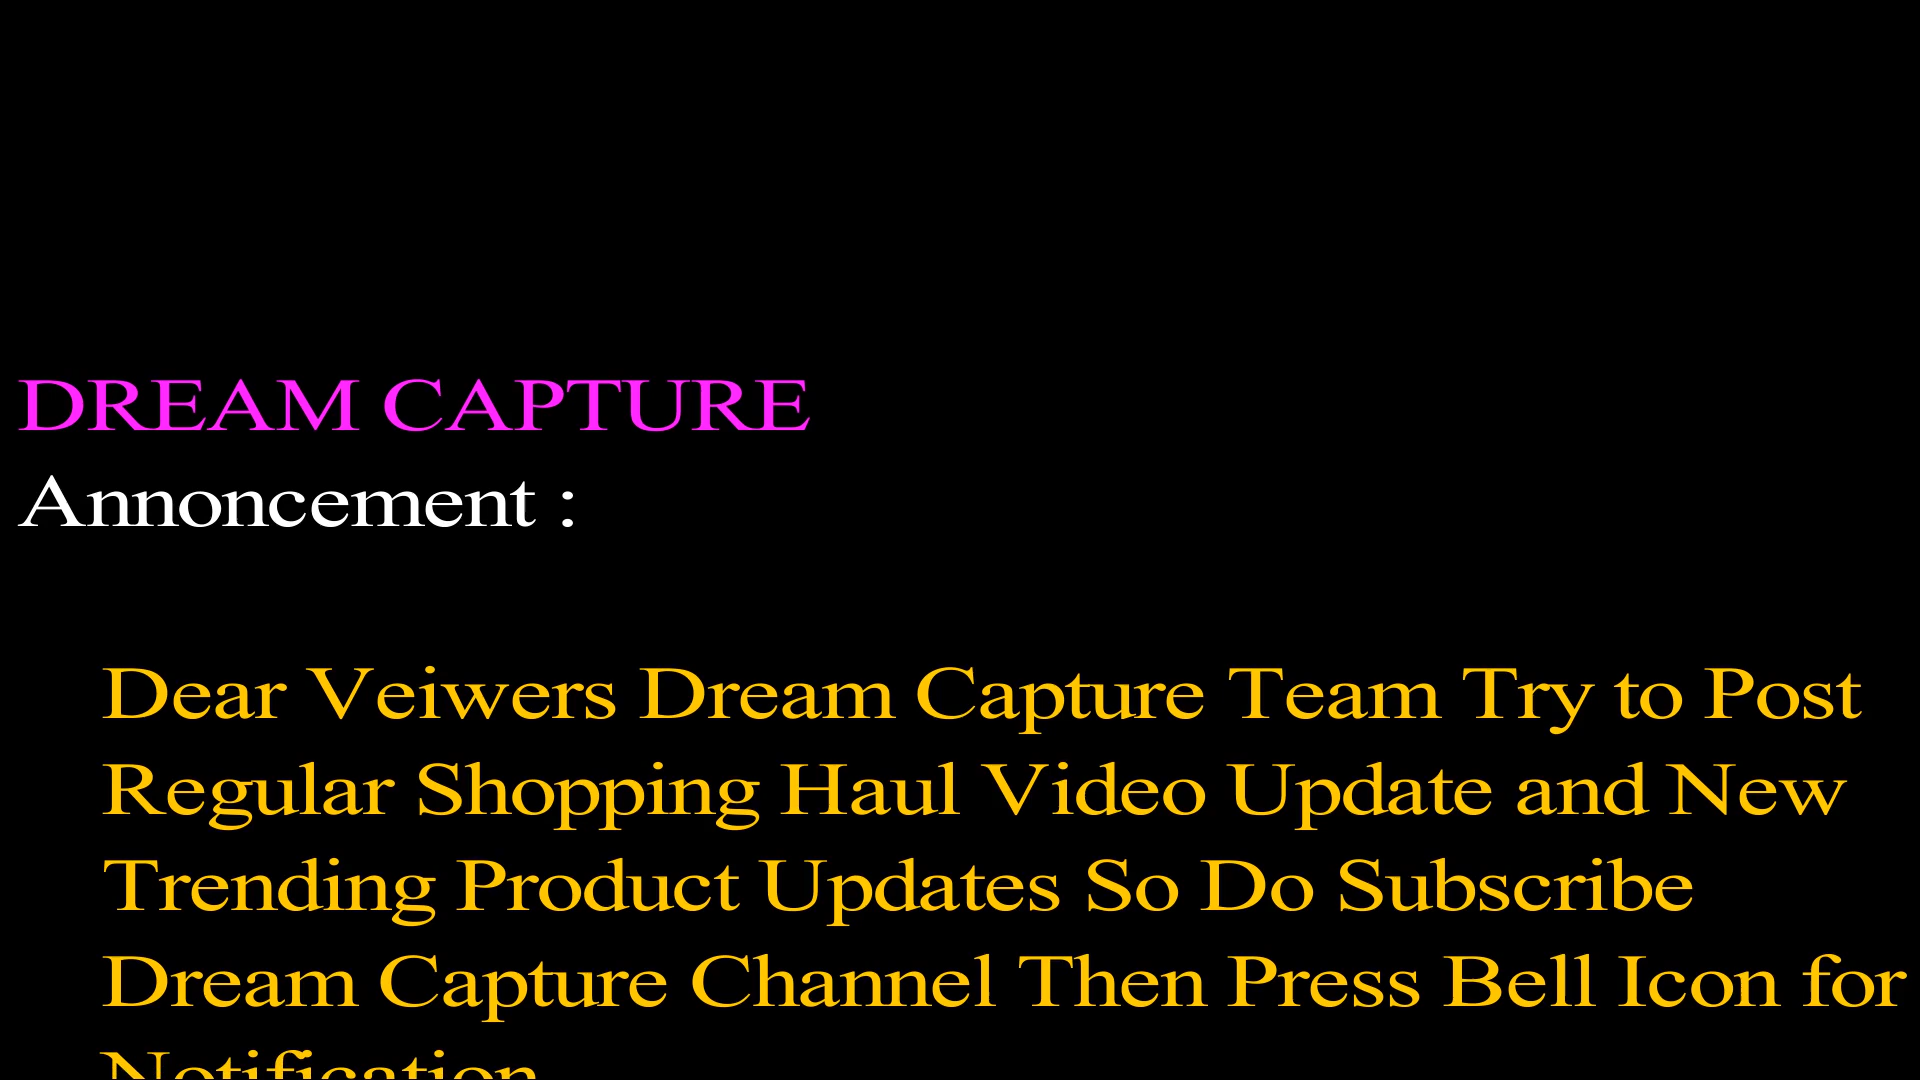 DREAM CAPTURE
Annoncement :
Dear Veiwers Dream Capture Team Try to Post
Regular Shopping Haul Video Update and New
Trending Product Updates So Do Subscribe
Dream Capture Channel Then Press Bell Icon for
Notification